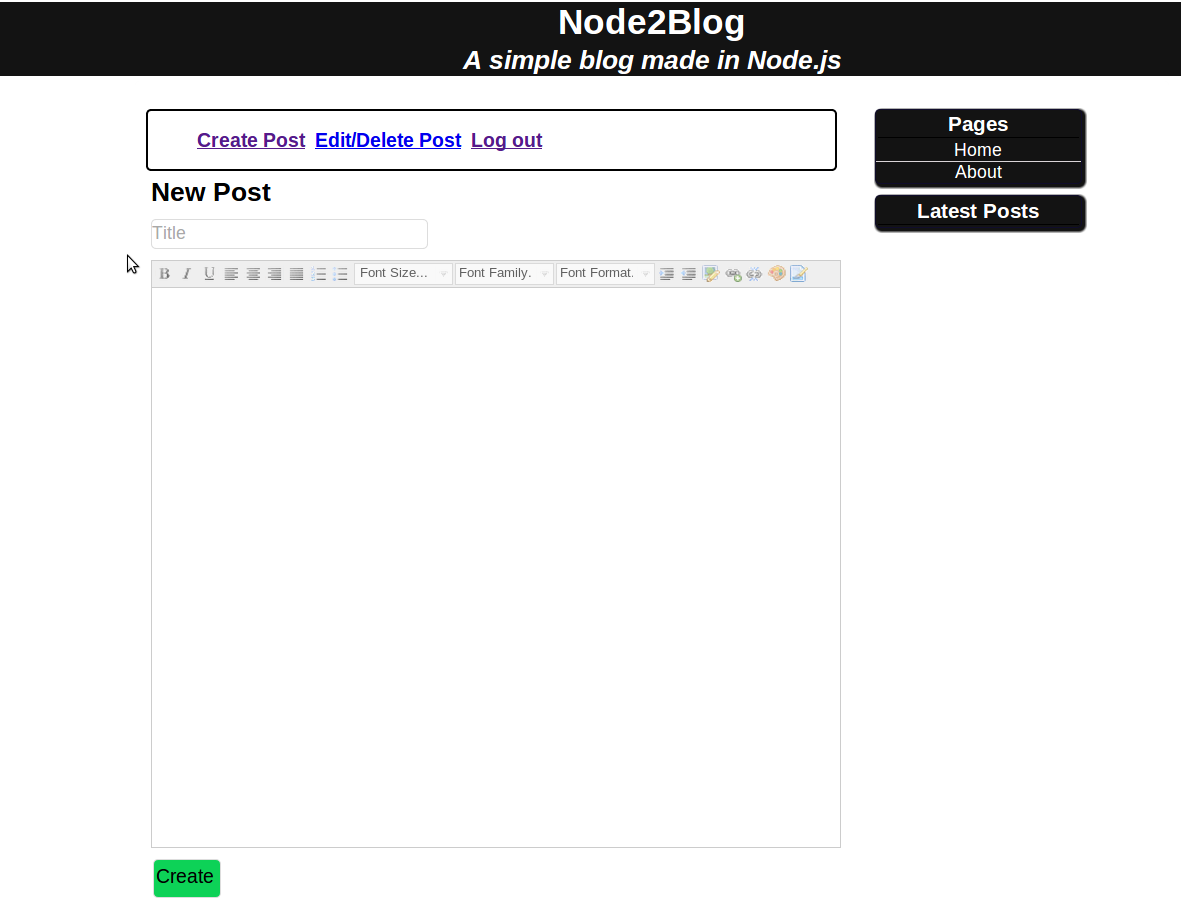 Node2Blog
A simple blog made in Node.js
Create Post Edit/Delete Post Log out
New Post
Title
B I U Font Size... Font Family. Font Format.
Create
Pages
Home
About
Latest Posts